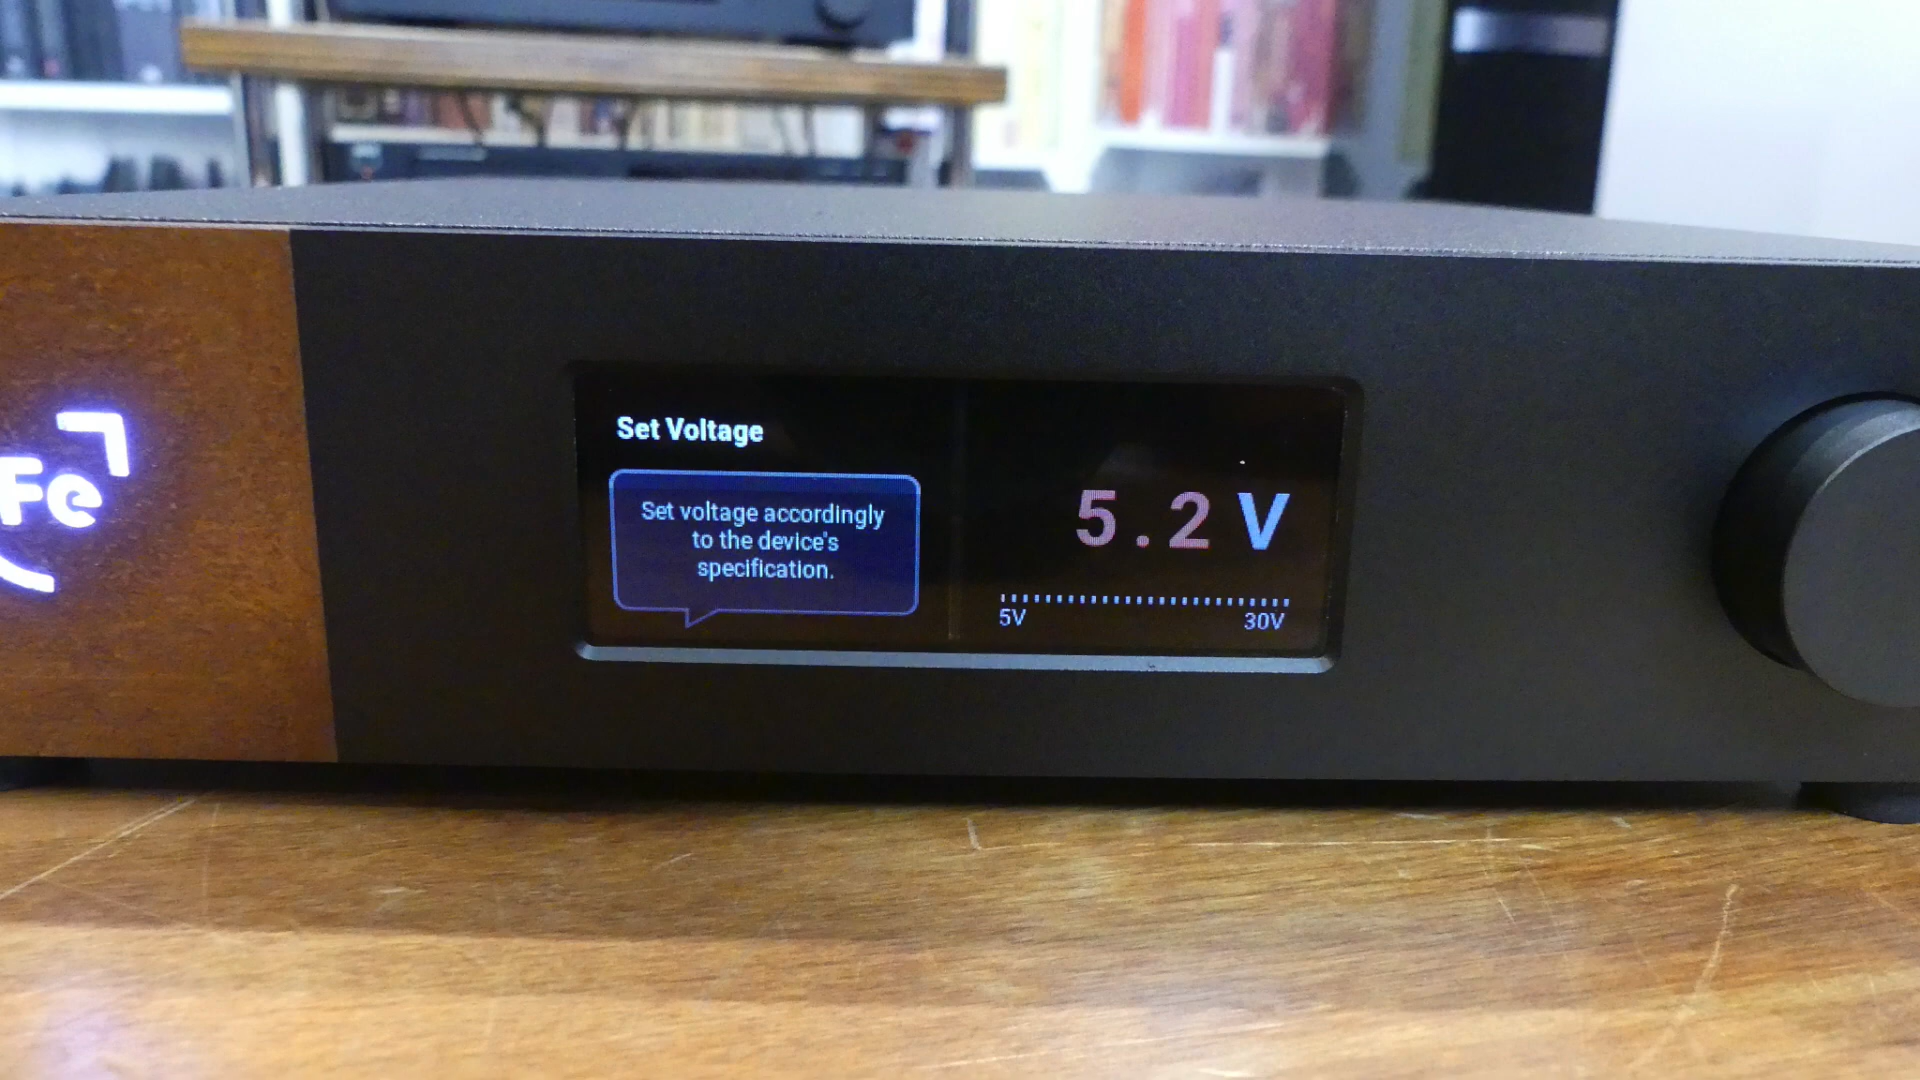 Fe
Set Voltage
Set voltage accordingly
to the device's
specification.
5.2 V
5V
30V